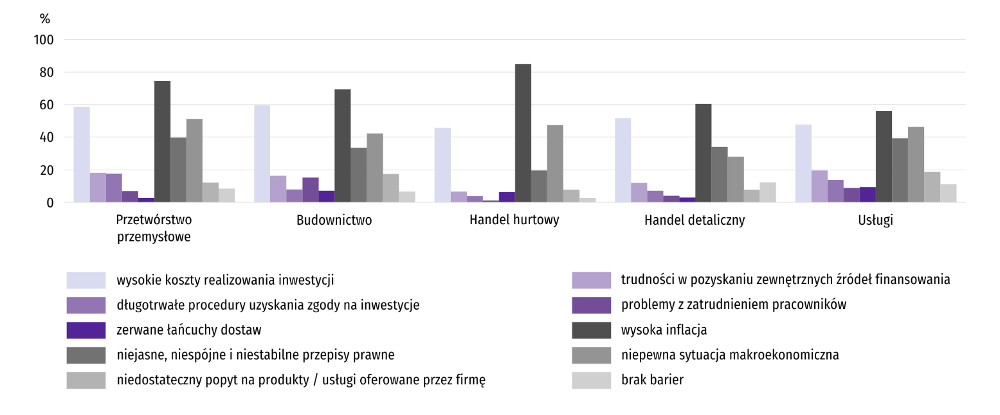 %
100
80
60
40
20
0
Przetwórstwo
przemysłowe
Budownictwo
Handel hurtowy
Handel detaliczny
Usługi
wysokie koszty realizowania inwestycji
trudności w pozyskaniu zewnętrznych źródeł finansowania
długotrwałe procedury uzyskania zgody na inwestycje
problemy z zatrudnieniem pracowników
zerwane łańcuchy dostaw
wysoka inflacja
niejasne, niespójne i niestabilne przepisy prawne
niepewna sytuacja makroekonomiczna
niedostateczny popyt na produkty / usługi oferowane przez firmę
brak barier